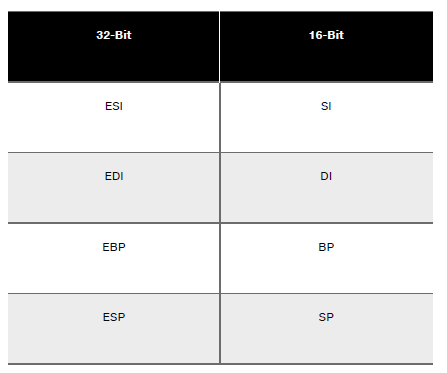 32-Bit 16-Bit
ESI SI
EDI DI
EBP BP
ESP SP